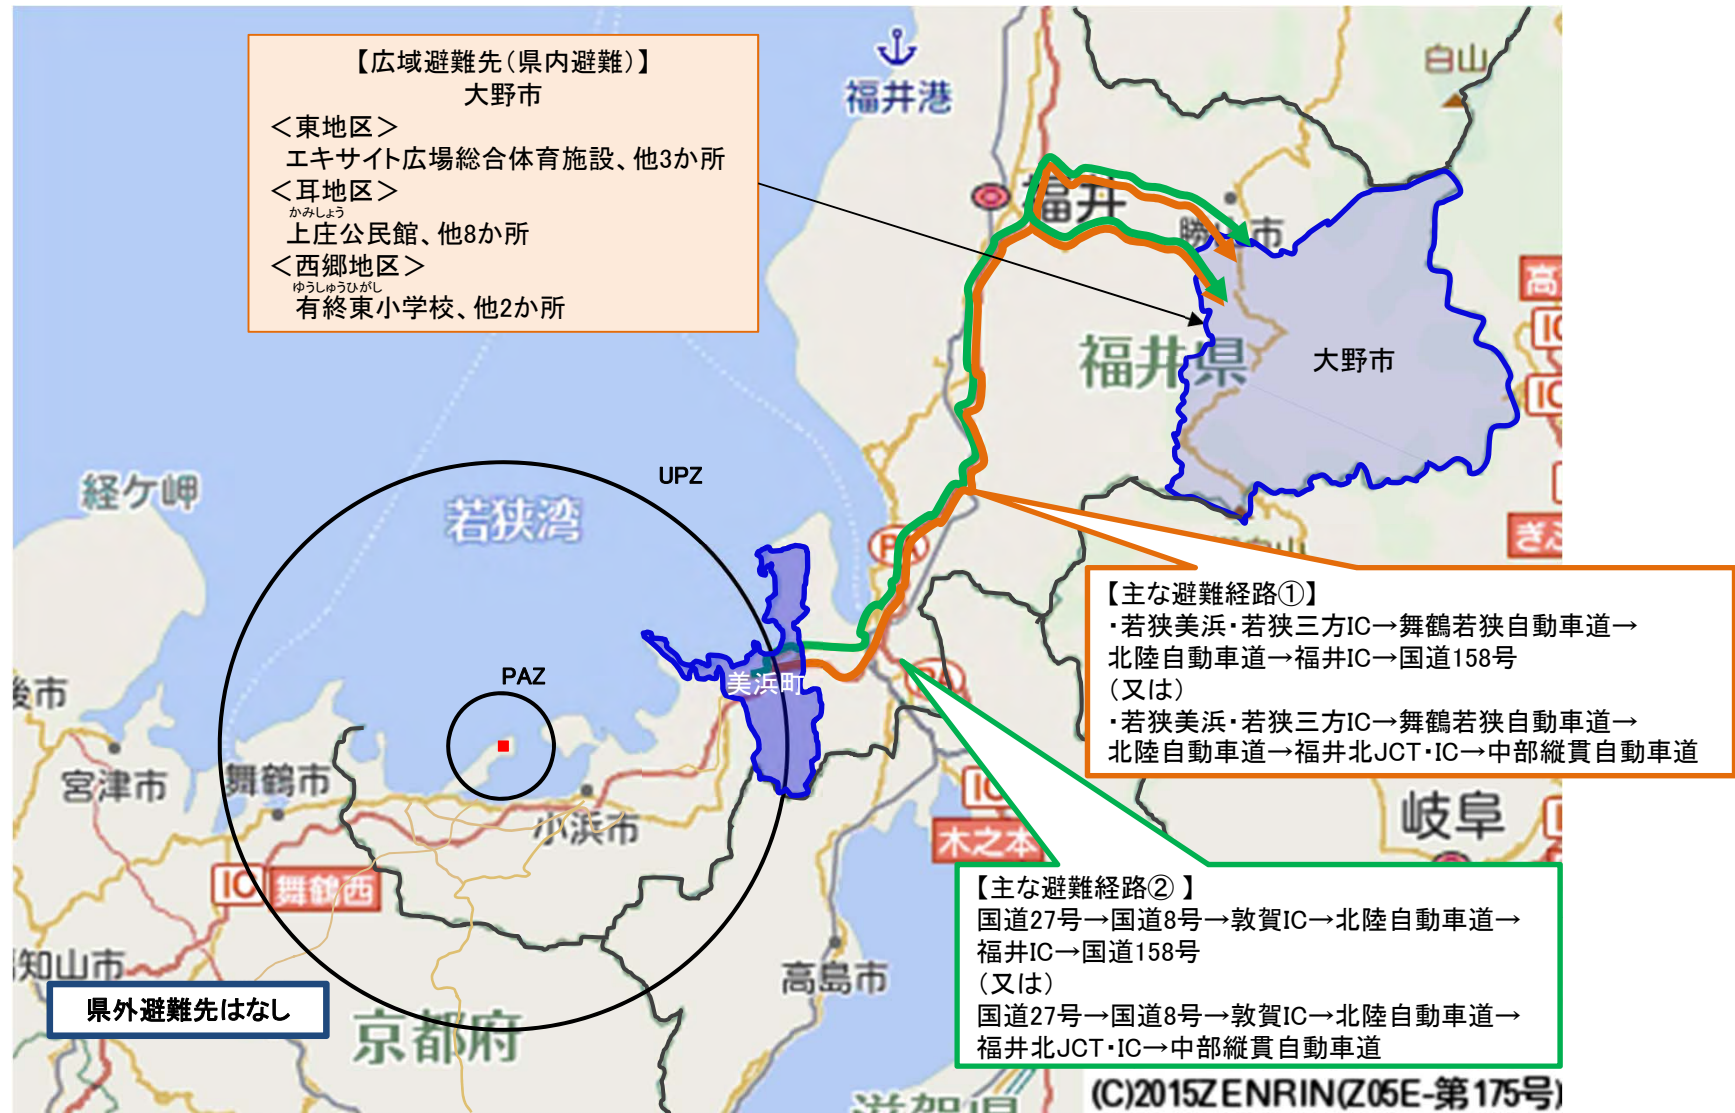 【広域避難先（県内避難）】
大野市
＜東地区＞
エキサイト広場総合体育施設、他3か所
＜耳地区＞
かみしょう
上庄公民館、他8か所
＜西郷地区＞
ゆうしゅうひがし
有終東小学校、他2か所
福井港
白山
福井
福井県
大野市
経ケ岬
若狭湾
UPZ
PAZ
美浜町
PA
宮津市
舞鶴市
小浜市
IC 舞鶴西
IC
木之本
岐阜
高島市
京都府
県外避難先はなし
【主な避難経路①】
・若狭美浜・若狭三方IC→舞鶴若狭自動車道→
北陸自動車道→福井IC→国道158号
（又は）
・若狭美浜・若狭三方IC→舞鶴若狭自動車道→
北陸自動車道→福井北JCT・IC→中部縦貫自動車道
【主な避難経路② 】
国道27号→国道8号→敦賀IC→北陸自動車道→
福井IC→国道158号
（又は）
国道27号→国道8号→敦賀IC→北陸自動車道→
福井北JCT・IC→中部縦貫自動車道
滋賀県
(C)2015ZENRIN(Z05E-第175号)